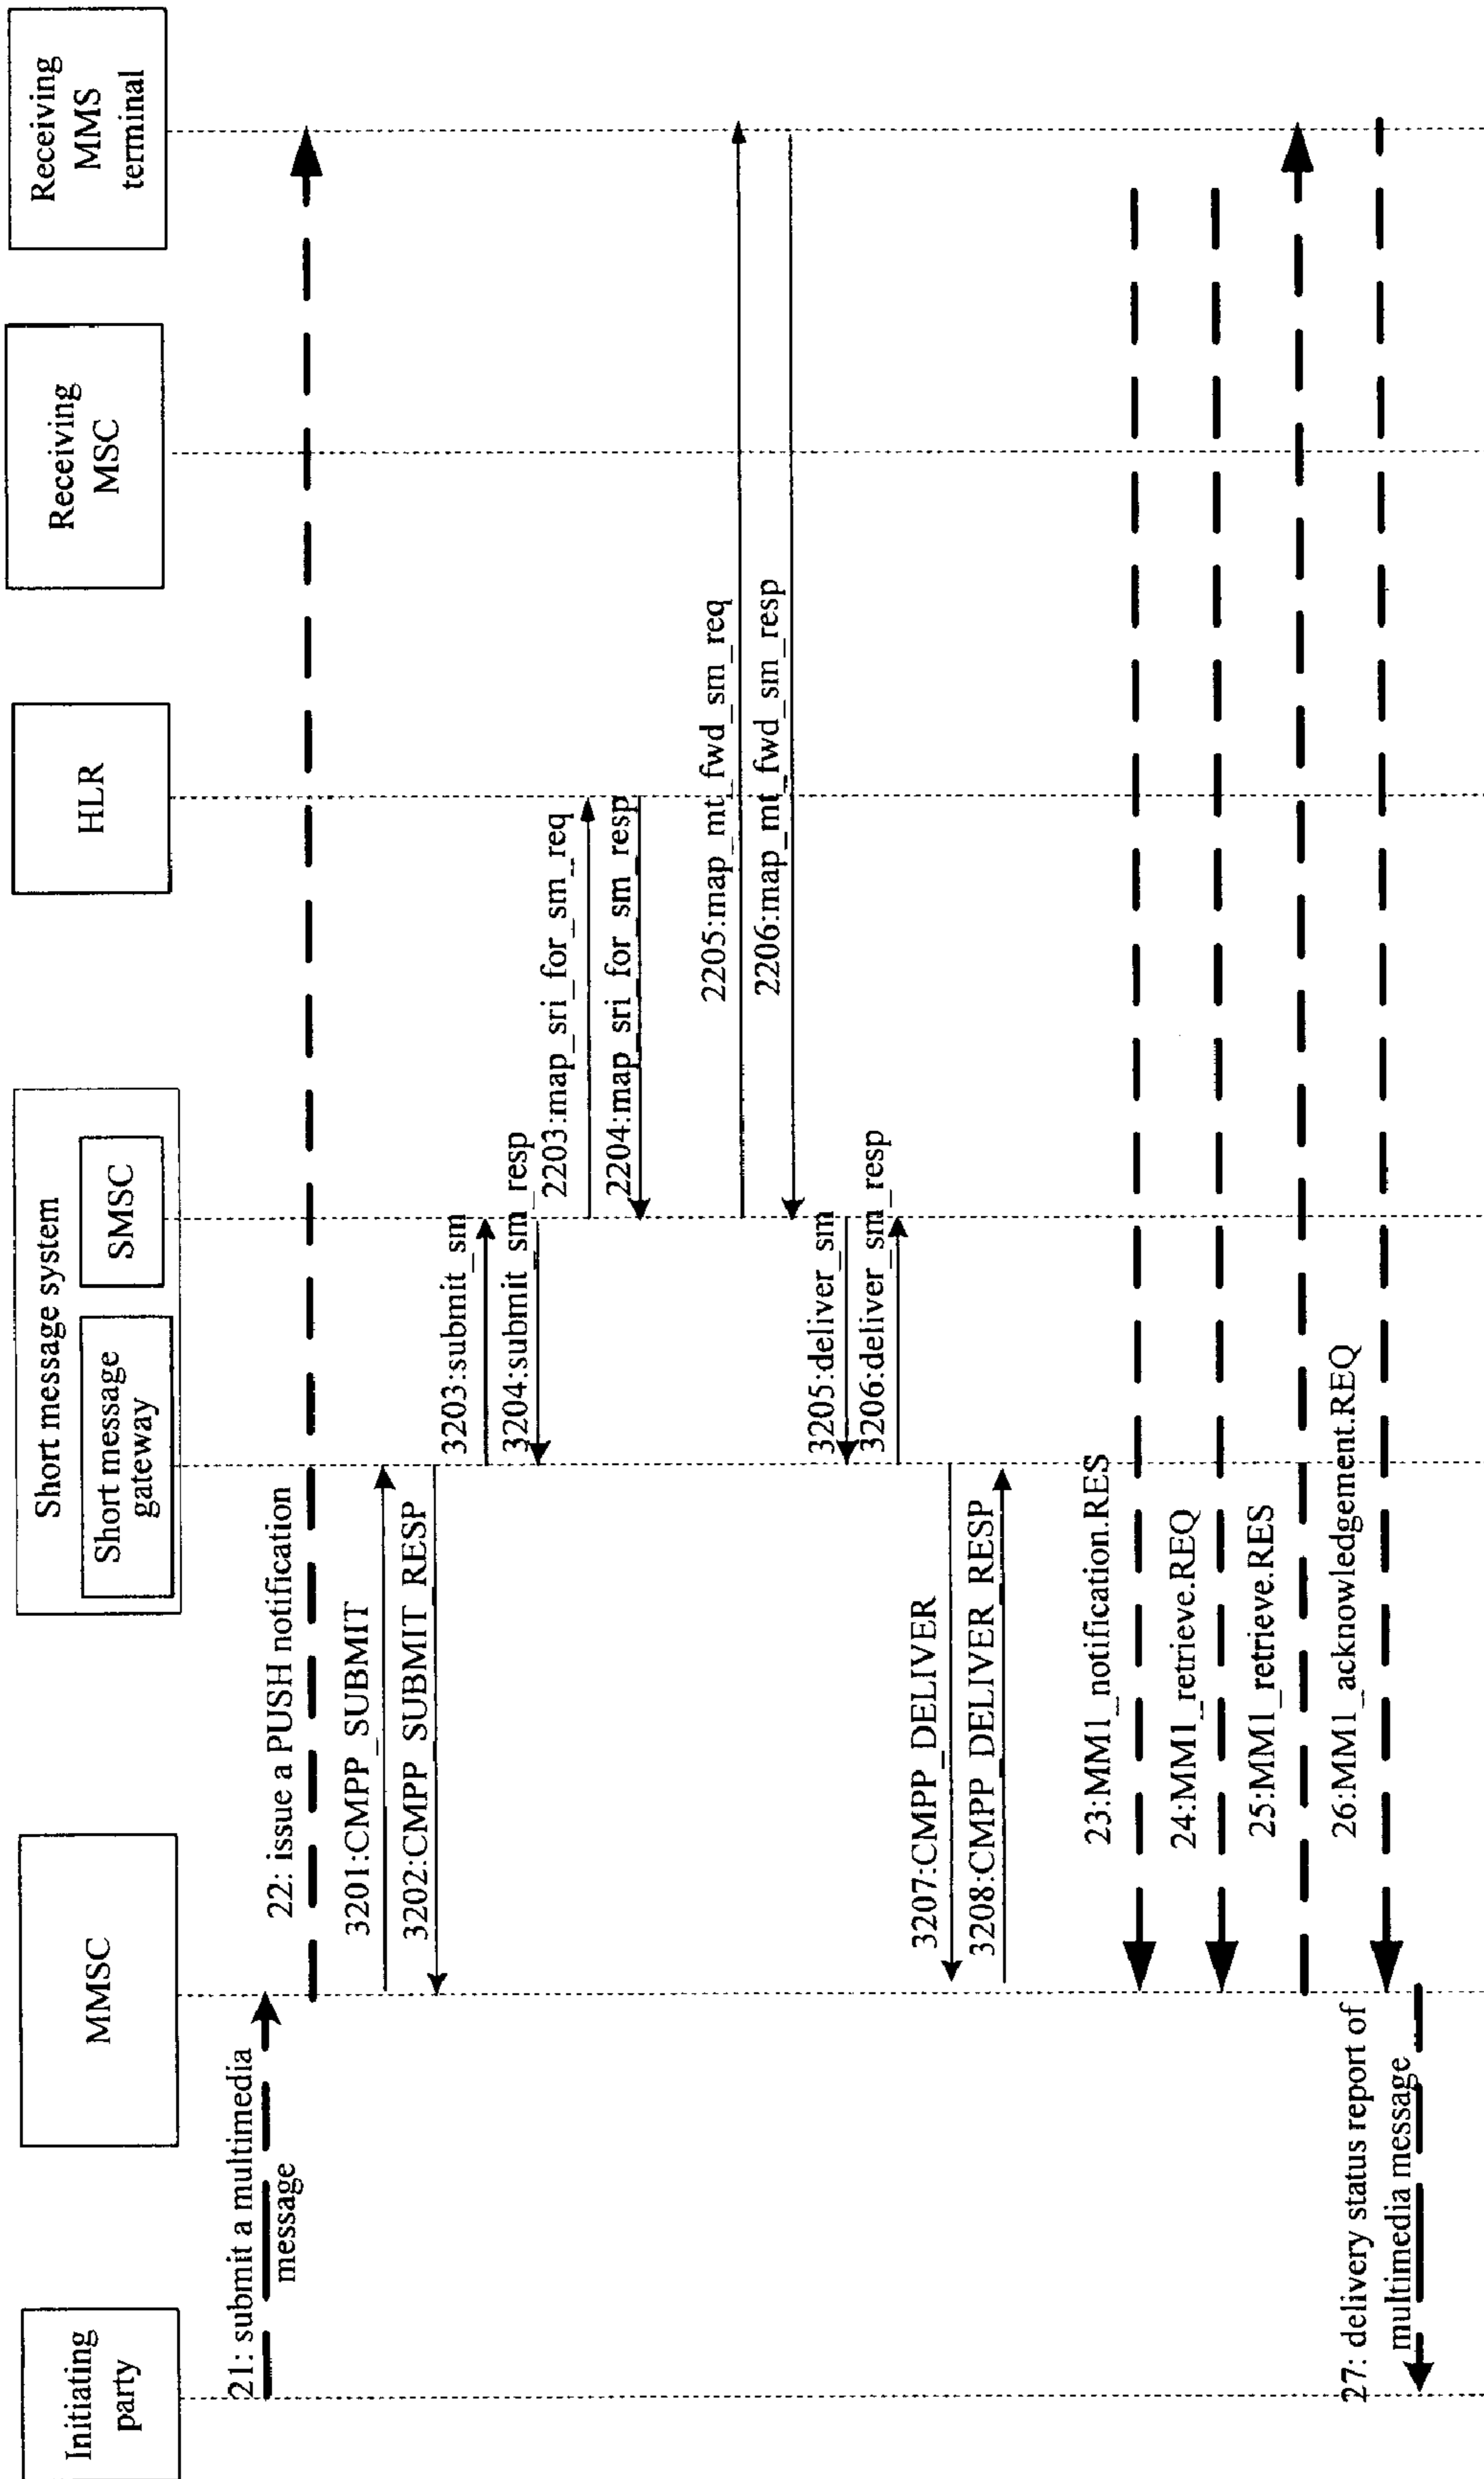 Initiating
party
MMSC
Short message system
Short message
gateway
SMSC
HLR
Receiving
MSC
Receiving
MMS
terminal
21: submit a multimedia
message
22: issue a PUSH notification
3201:CMPP_SUBMIT
3202:CMPP_SUBMIT_RESP
3203:submit_sm
3204:submit_sm_resp
2203:map_sri_for_sm_req
2204:map_sri_for_sm_resp
2205:map_mt_fwd_sm_req
2206:map_mt_fwd_sm_resp
3205:deliver_sm
3206:deliver_sm_resp
3207:CMPP_DELIVER
3208:CMPP_DELIVER_RESP
23:MM1_notification.RES
24:MM1_retrieve.REQ
25:MM1_retrieve.RES
26:MM1_acknowledgement.REQ
27: delivery status report of
multimedia message